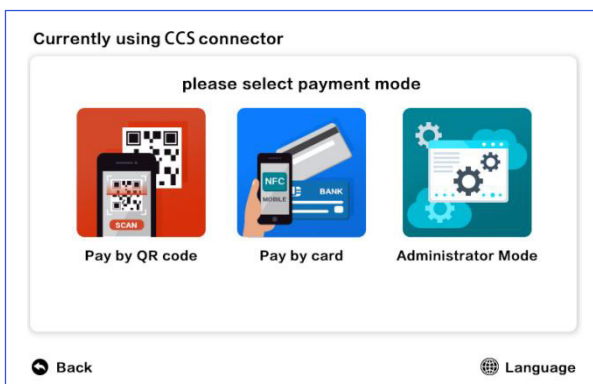 Currently using CCS connector
please select payment mode
SCAN
NFC
MOBILE
BANK
Pay by QR code
Pay by card
Administrator Mode
Back
Language